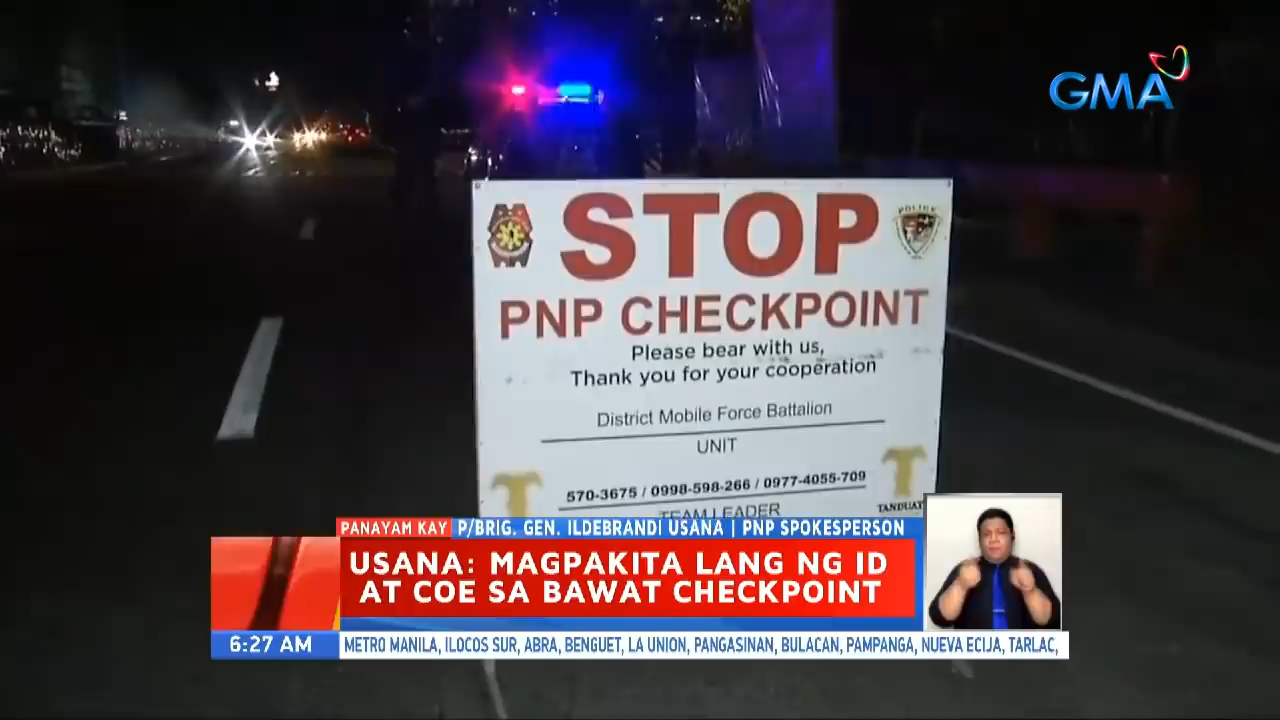 GMA
STOP
POLICE
PNP CHECKPOINT
Please bear with us,
Thank you for your cooperation
District Mobile Force Battalion
UNIT
570-3675 / 0998-598-266 / 0977-4055-709
TEAM LEADER
TANDUAY
PANAYAM KAY P/BRIG. GEN. ILDEBRANDI USANA | PNP SPOKESPERSON
USANA: MAGPAKITA LANG NG ID
AT COE SA BAWAT CHECKPOINT
6:27 AM METRO MANILA, ILOCOS SUR, ABRA, BENGUET, LA UNION, PANGASINAN, BULACAN, PAMPANGA, NUEVA ECIJA, TARLAC,